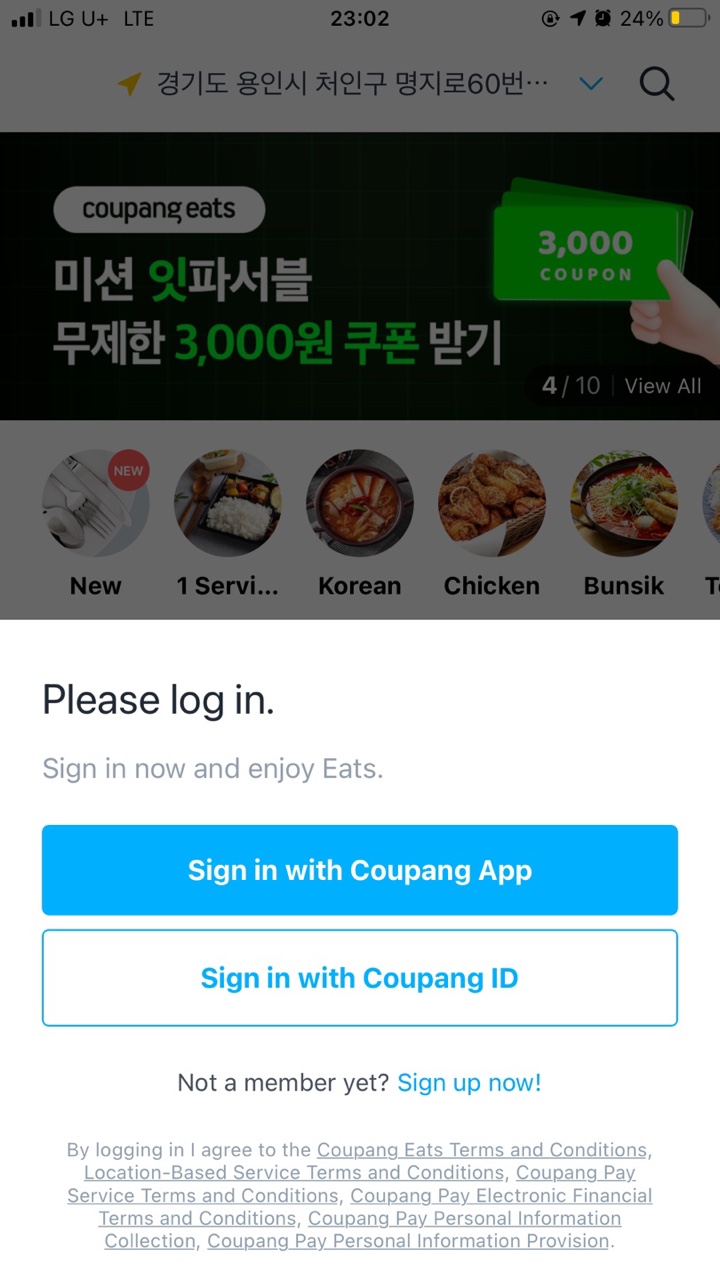 LG U+ LTE 23:02 24%
경기도 용인시 처인구 명지로60번…
coupang eats
미션 잇파서블
무제한 3,000원 쿠폰 받기
3,000
COUPON
4 / 10 | View All
NEW
New 1 Servi... Korean Chicken Bunsik
Please log in.
Sign in now and enjoy Eats.
Sign in with Coupang App
Sign in with Coupang ID
Not a member yet? Sign up now!
By logging in I agree to the Coupang Eats Terms and Conditions,
Location-Based Service Terms and Conditions, Coupang Pay
Service Terms and Conditions, Coupang Pay Electronic Financial
Terms and Conditions, Coupang Pay Personal Information
Collection, Coupang Pay Personal Information Provision.